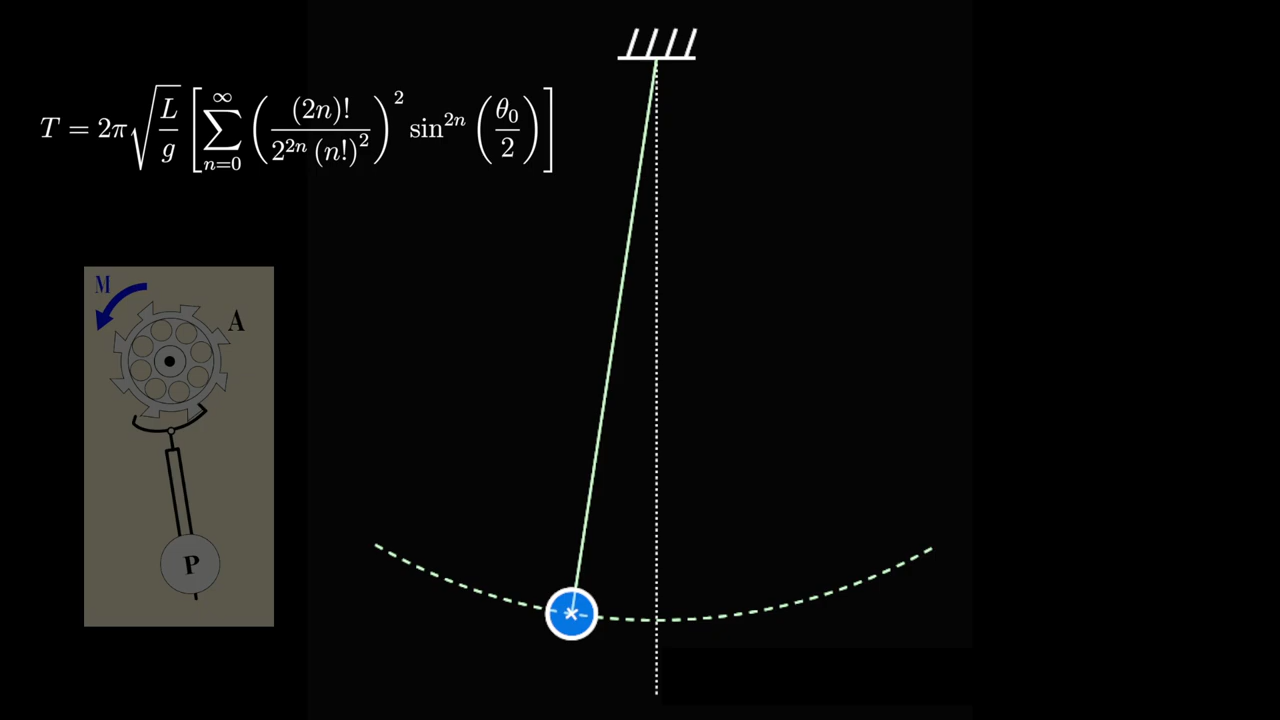 T = 2π√(L/g) [∑_{n=0}^{∞} ((2n)! / (2^{2n} (n!)^2))^2 sin^{2n} (θ_0/2)]
M
A
P